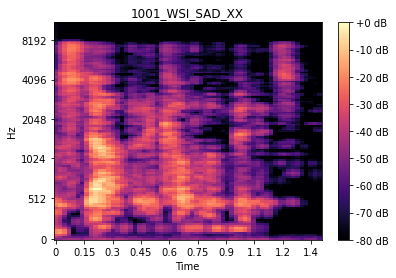 1001_WSI_SAD_XX
+0 dB
8192
-10 dB
4096
-20 dB
-30 dB
2048
Hz
-40 dB
1024
-50 dB
512
-60 dB
-70 dB
0
-80 dB
0 0.15 0.3 0.45 0.6 0.75 0.9 1.1 1.2 1.4
Time